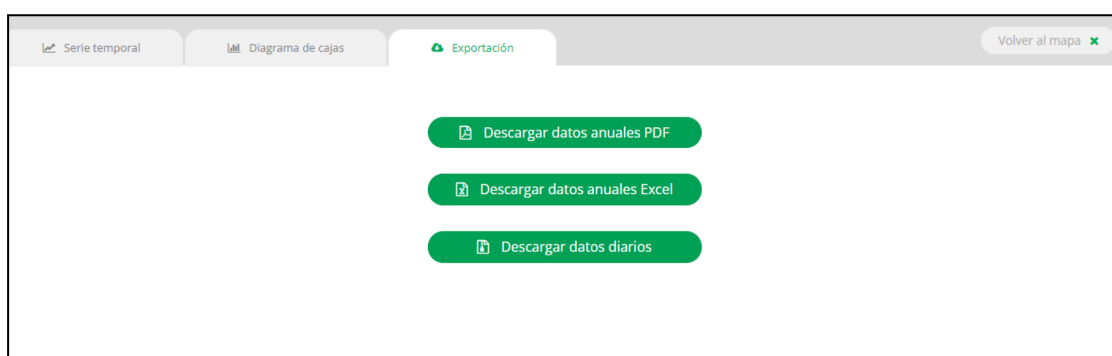 Serie temporal
Diagrama de cajas
Exportación
Volver al mapa ×
Descargar datos anuales PDF
Descargar datos anuales Excel
Descargar datos diarios